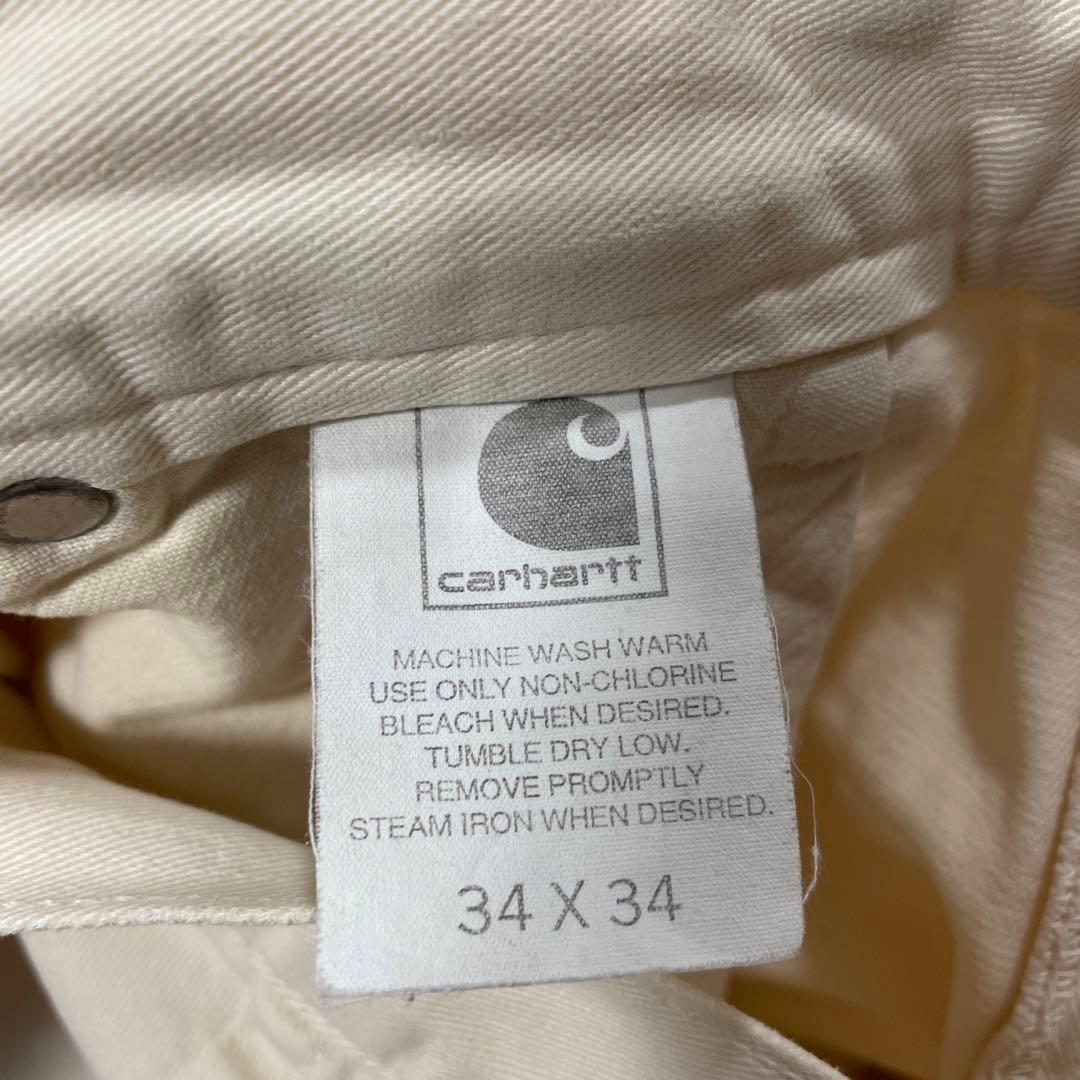 carhartt
MACHINE WASH WARM
USE ONLY NON-CHLORINE
BLEACH WHEN DESIRED.
TUMBLE DRY LOW.
REMOVE PROMPTLY
STEAM IRON WHEN DESIRED.
34 X 34